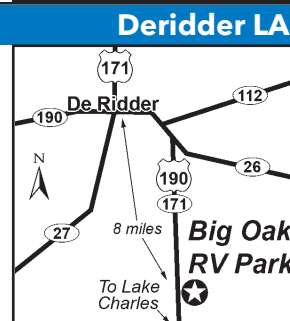 Deridder LA
171
De Ridder
112
190
N
190
26
171
27
8 miles
Big Oak
RV Park
To Lake
Charles